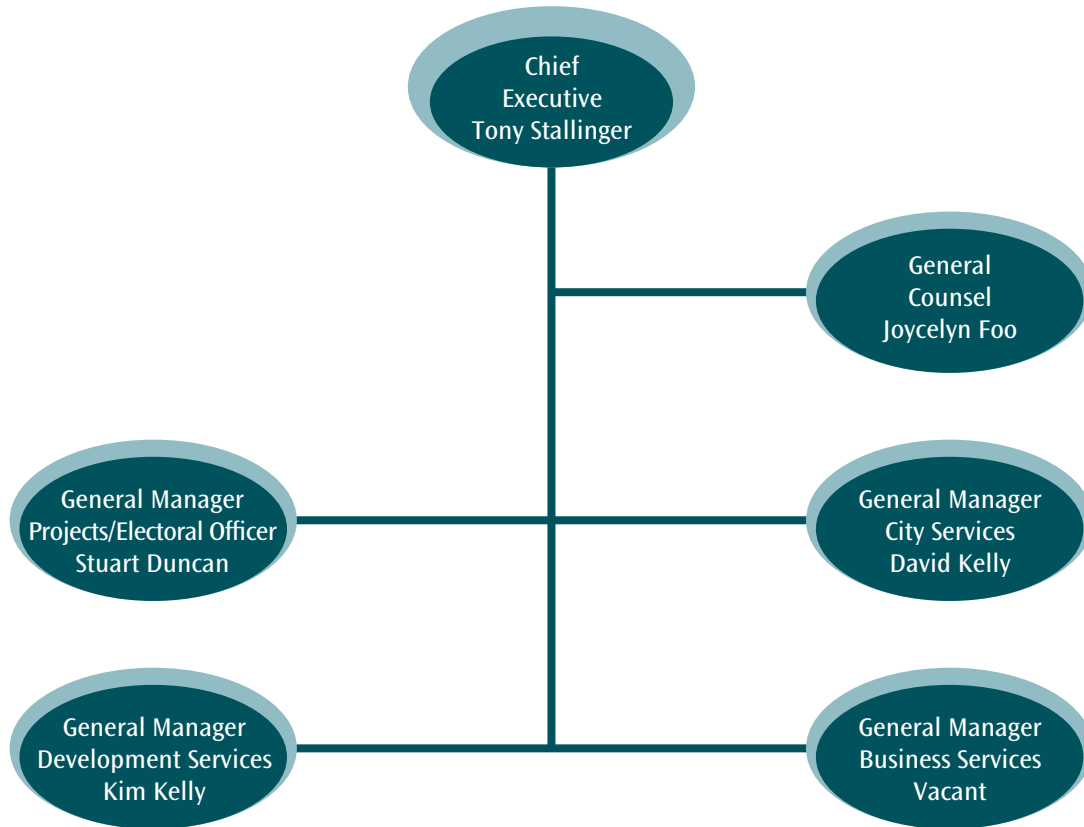 Chief
Executive
Tony Stallinger
General
Counsel
Joycelyn Foo
General Manager
Projects/Electoral Officer
Stuart Duncan
General Manager
City Services
David Kelly
General Manager
Development Services
Kim Kelly
General Manager
Business Services
Vacant